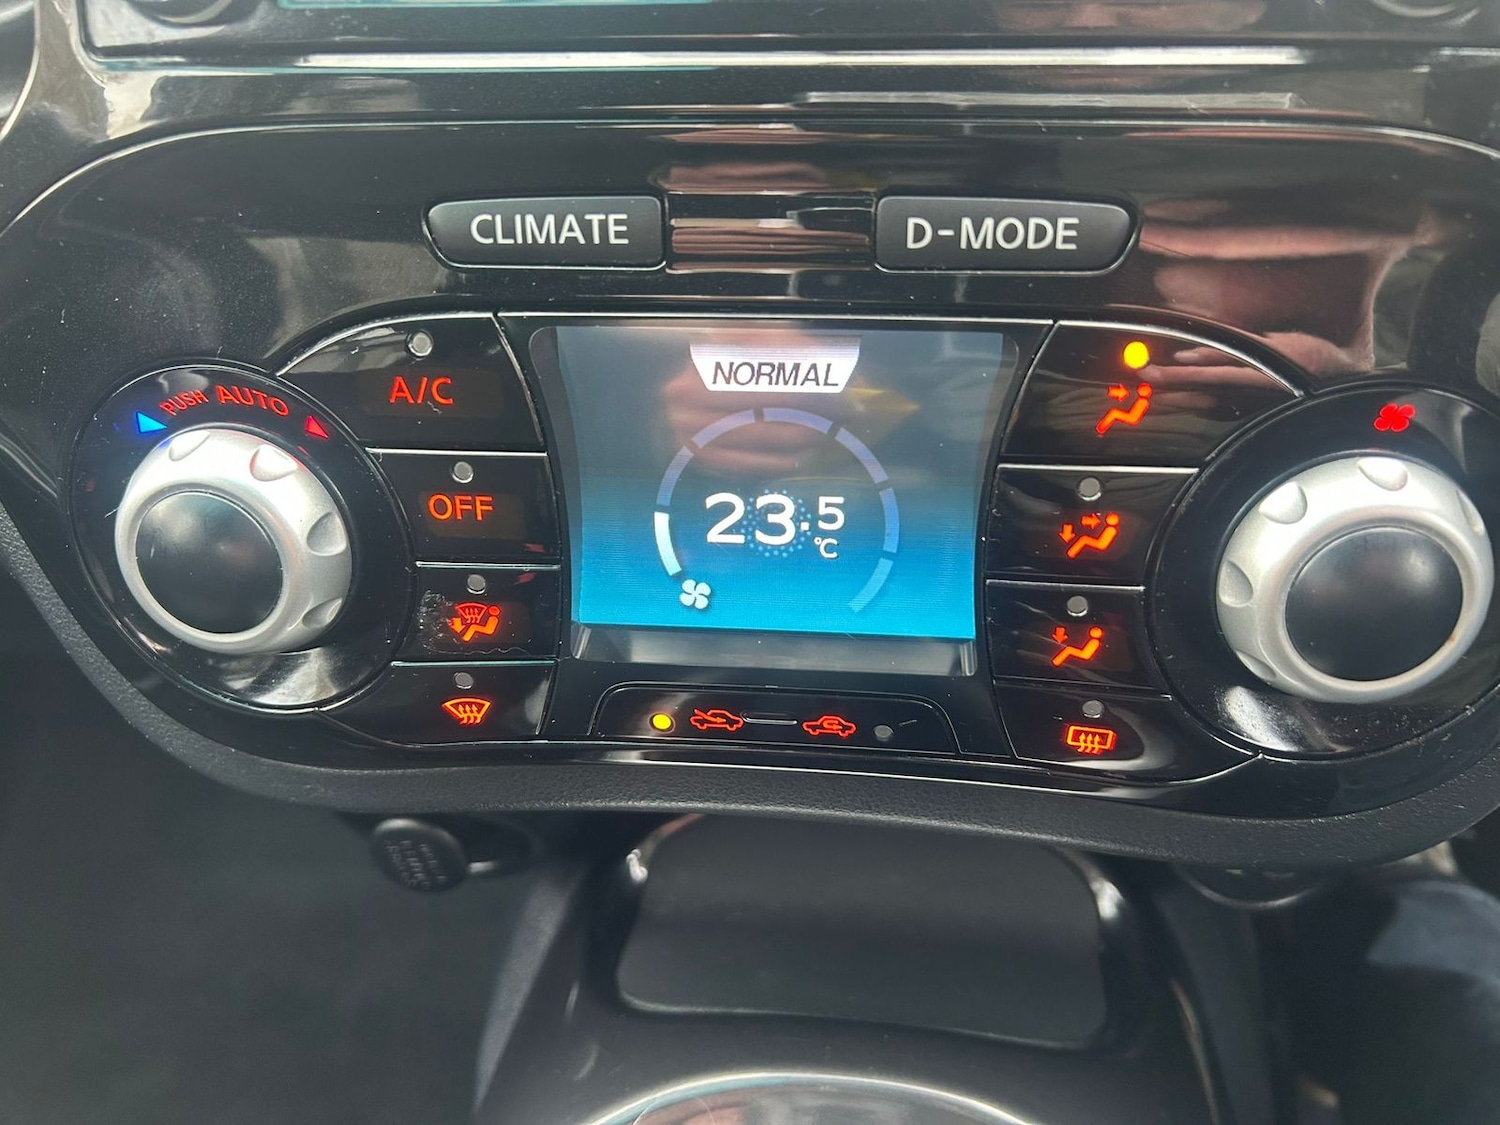 CLIMATE
D-MODE
PUSH AUTO
A/C
OFF
NORMAL
23.5
°C